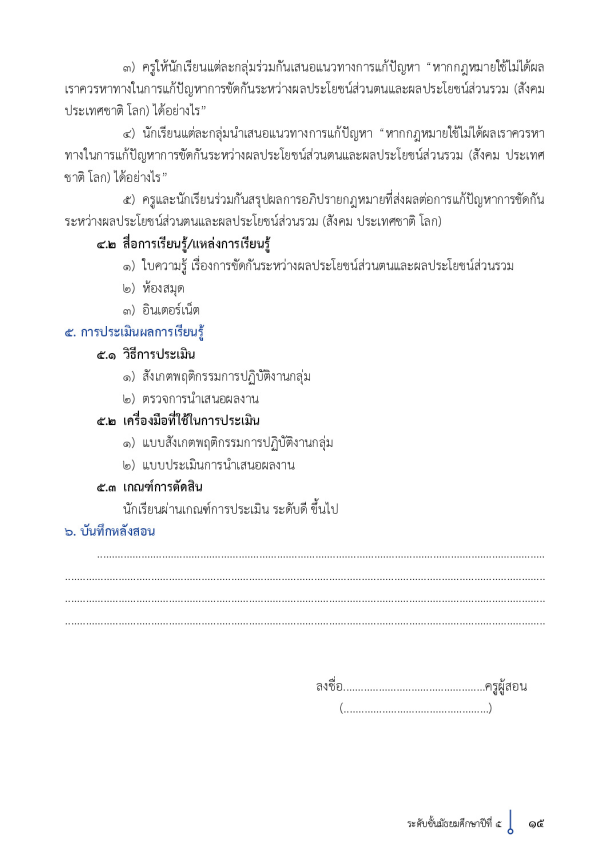 ๓) ครูให้นักเรียนแต่ละกลุ่มร่วมกันเสนอแนวทางการแก้ปัญหา “หากกฎหมายใช้ไม่ได้ผล
เราควรหาทางในการแก้ปัญหาการขัดกันระหว่างผลประโยชน์ส่วนตนและผลประโยชน์ส่วนรวม (สังคม
ประเทศชาติ โลก) ได้อย่างไร”
๔) นักเรียนแต่ละกลุ่มนำเสนอแนวทางการแก้ปัญหา “หากกฎหมายใช้ไม่ได้ผลเราควรหา
ทางในการแก้ปัญหาการขัดกันระหว่างผลประโยชน์ส่วนตนและผลประโยชน์ส่วนรวม (สังคม ประเทศ
ชาติ โลก) ได้อย่างไร”
๕) ครูและนักเรียนร่วมกันสรุปผลการอภิปรายกฎหมายที่ส่งผลต่อการแก้ปัญหาการขัดกัน
ระหว่างผลประโยชน์ส่วนตนและผลประโยชน์ส่วนรวม (สังคม ประเทศชาติ โลก)
๔.๒ สื่อการเรียนรู้/แหล่งการเรียนรู้
๑) ใบความรู้ เรื่องการขัดกันระหว่างผลประโยชน์ส่วนตนและผลประโยชน์ส่วนรวม
๒) ห้องสมุด
๓) อินเตอร์เน็ต
๕. การประเมินผลการเรียนรู้
๕.๑ วิธีการประเมิน
๑) สังเกตพฤติกรรมการปฏิบัติงานกลุ่ม
๒) ตรวจการนำเสนอผลงาน
๕.๒ เครื่องมือที่ใช้ในการประเมิน
๑) แบบสังเกตพฤติกรรมการปฏิบัติงานกลุ่ม
๒) แบบประเมินการนำเสนอผลงาน
๕.๓ เกณฑ์การตัดสิน
นักเรียนผ่านเกณฑ์การประเมิน ระดับดี ขึ้นไป
๖. บันทึกหลังสอน
ลงชื่อ................................................ครูผู้สอน
(.................................................)
ระดับชั้นมัธยมศึกษาปีที่ ๕ ๑๕